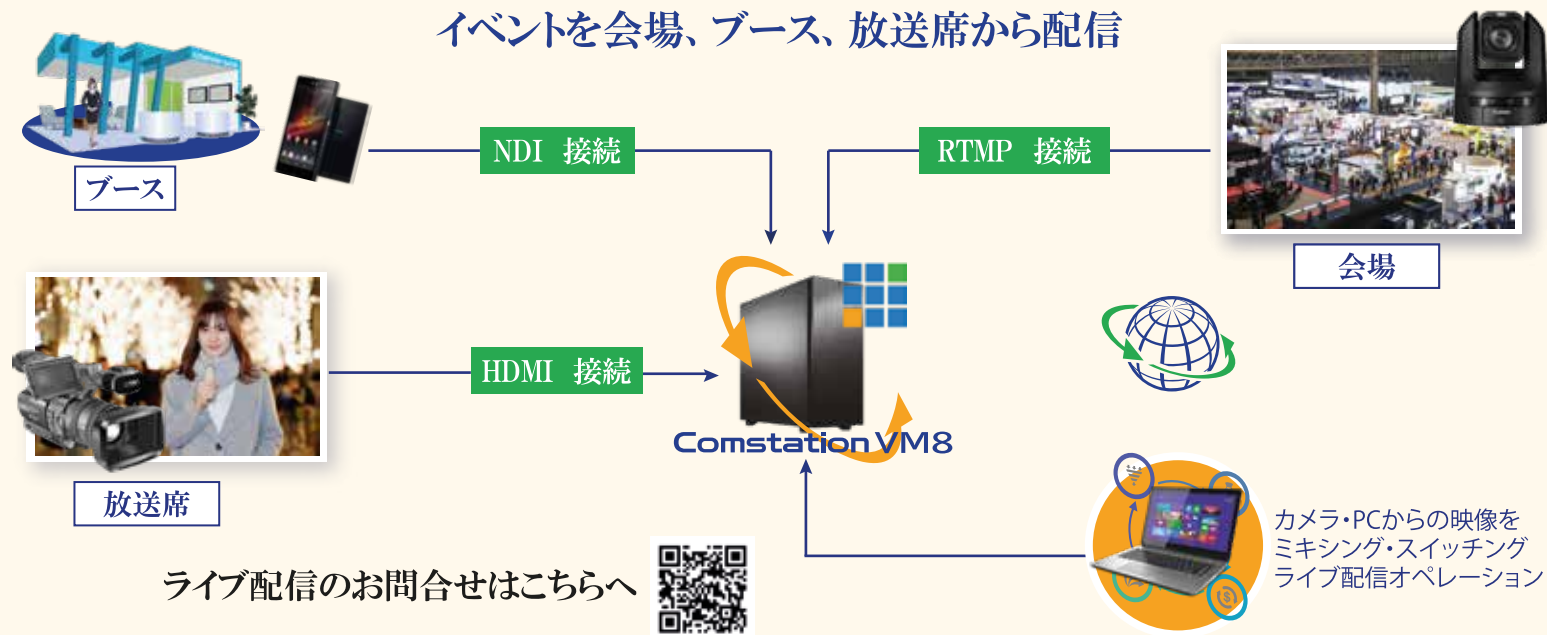 イベントを会場、ブース、放送席から配信
NDI 接続
RTMP 接続
ブース
会場
HDMI 接続
Comstation VM8
放送席
カメラ・PCからの映像を
ミキシング・スイッチング
ライブ配信オペレーション
ライブ配信のお問合せはこちらへ